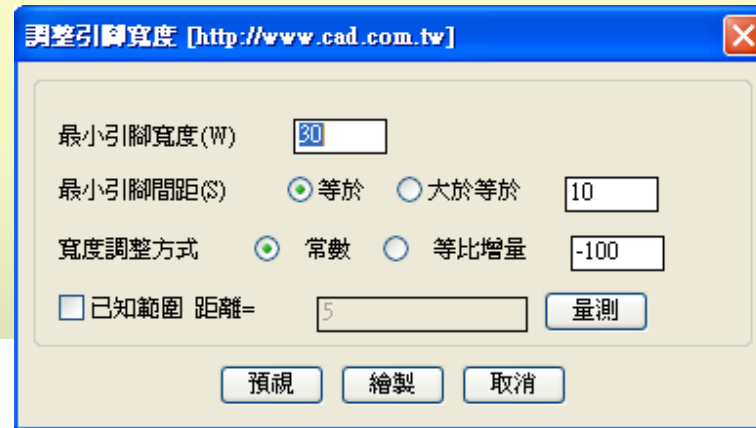 調整引腳寬度 [http://www.cad.com.tw]
最小引腳寬度(W) 30
最小引腳間距(S) 等於 大於等於 10
寬度調整方式 常數 等比增量 -100
已知範圍 距離= 5 量測
預視 繪製 取消